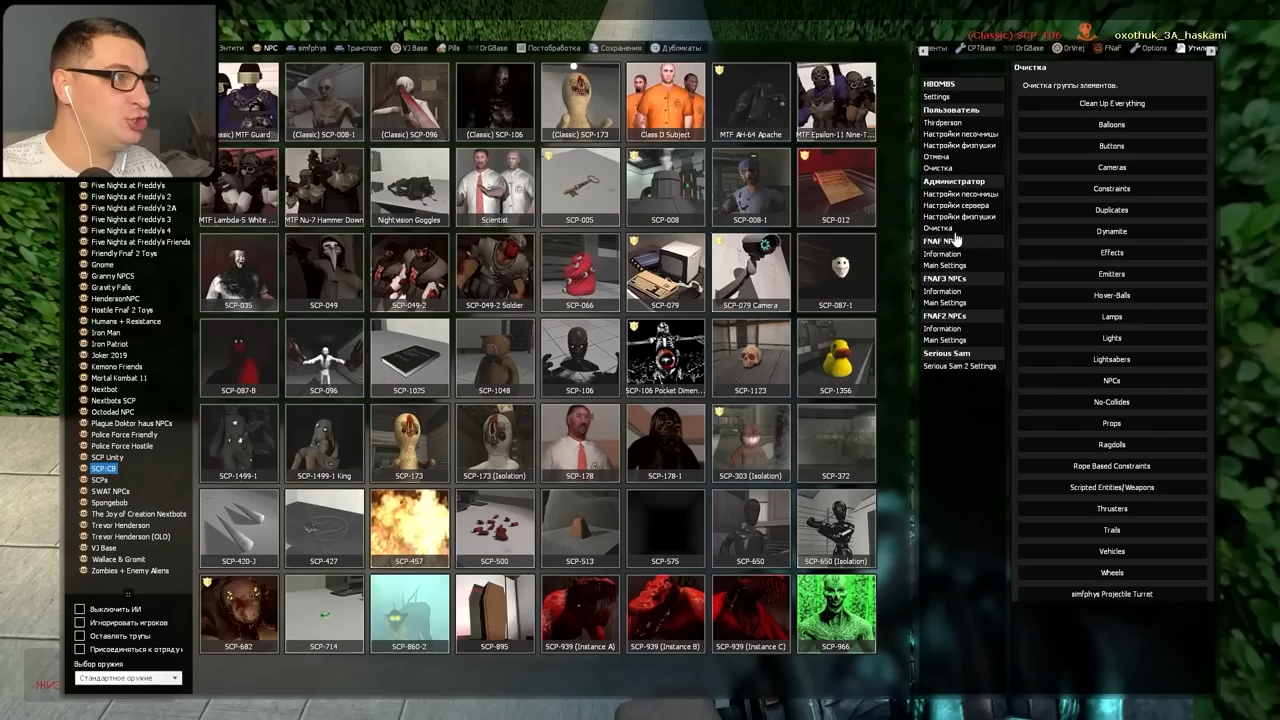 (Classic) SCP-106
oxothuk_3A_haskami
Энтити NPC simfphys Транспорт VJ Base Pills DrGBase Постобработка Сохранения Дубликаты
енты CPTBase DrGBase DrVrej FNaF Options Утили
Five Nights at Freddy's
Five Nights at Freddy's 2
Five Nights at Freddy's 2A
Five Nights at Freddy's 3
Five Nights at Freddy's 4
Five Nights at Freddy's Friends
Friendly Fnaf 2 Toys
Gnome
Granny NPCS
Gravity Falls
HendersonNPC
Hostile Fnaf 2 Toys
Humans + Resistance
Iron Man
Iron Patriot
Joker 2019
Kemono Friends
Mortal Kombat 11
Nextbot
Nextbots SCP
Octodad NPC
Plague Doktor haus NPCs
Police Force Friendly
Police Force Hostile
SCP Unity
SCP:CB
SCPs
SWAT NPCs
Spongebob
The Joy of Creation Nextbots
Trevor Henderson
Trevor Henderson (OLD)
VJ Base
Wallace & Gromit
Zombies + Enemy Aliens
Выключить ИИ
Игнорировать игроков
Оставлять трупы
Присоединяться к отряду и
Выбор оружия
Стандартное оружие
ssic) MTF Guard (Classic) SCP-008-1 (Classic) SCP-096 (Classic) SCP-106 (Classic) SCP-173 Class D Subject MTF AH-64 Apache MTF Epsilon-11 Nine-T...
MTF Lambda-5 White ... MTF Nu-7 Hammer Down Nightvision Goggles Scientist SCP-005 SCP-008 SCP-008-1 SCP-012
SCP-035 SCP-049 SCP-049-2 SCP-049-2 Soldier SCP-066 SCP-079 SCP-079 Camera SCP-087-1
SCP-087-B SCP-096 SCP-1025 SCP-1048 SCP-106 SCP-106 Pocket Dimen... SCP-1123 SCP-1356
SCP-1499-1 SCP-1499-1 King SCP-173 SCP-173 (Isolation) SCP-178 SCP-178-1 SCP-303 (Isolation) SCP-372
SCP-420-J SCP-427 SCP-457 SCP-500 SCP-513 SCP-575 SCP-650 SCP-650 (Isolation)
SCP-682 SCP-714 SCP-860-2 SCP-895 SCP-939 (Instance A) SCP-939 (Instance B) SCP-939 (Instance C) SCP-966
HBOMBS
Settings
Пользователь
Thirdperson
Настройки песочницы
Настройки физпушки
Отмена
Очистка
Администратор
Настройки песочницы
Настройки сервера
Настройки физпушки
Очистка
FNAF NP
Information
Main Settings
FNAF3 NPCs
Information
Main Settings
FNAF2 NPCs
Information
Main Settings
Serious Sam
Serious Sam 2 Settings
Очистка
Очистка группы элементов.
Clean Up Everything
Balloons
Buttons
Cameras
Constraints
Duplicates
Dynamite
Effects
Emitters
Hover-Balls
Lamps
Lights
Lightsabers
NPCs
No-Collides
Props
Ragdolls
Rope Based Constraints
Scripted Entities/Weapons
Thrusters
Trails
Vehicles
Wheels
simfphys Projectile Turret
ЖИЗ